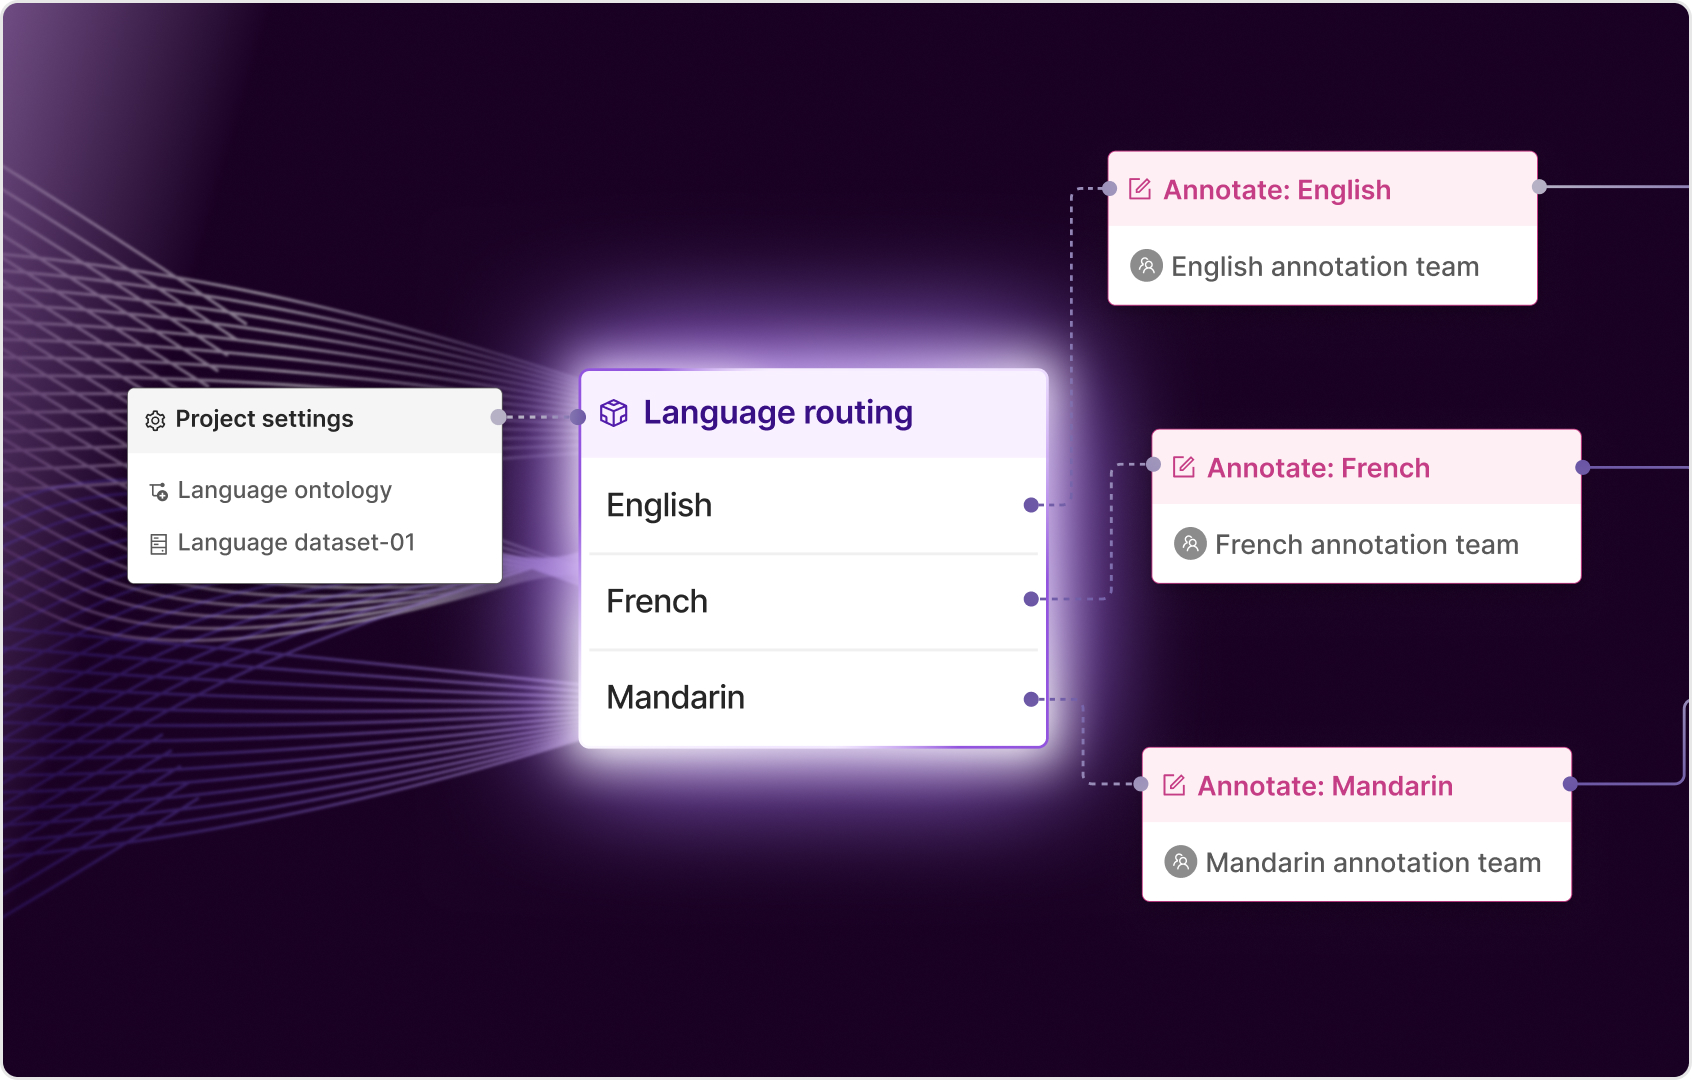 Project settings
Language ontology
Language dataset-01
Language routing
English
French
Mandarin
Annotate: English
English annotation team
Annotate: French
French annotation team
Annotate: Mandarin
Mandarin annotation team